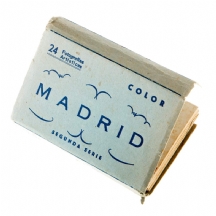 24 Fotografías
Artísticas
COLOR
MADRID
SEGUNDA SERIE